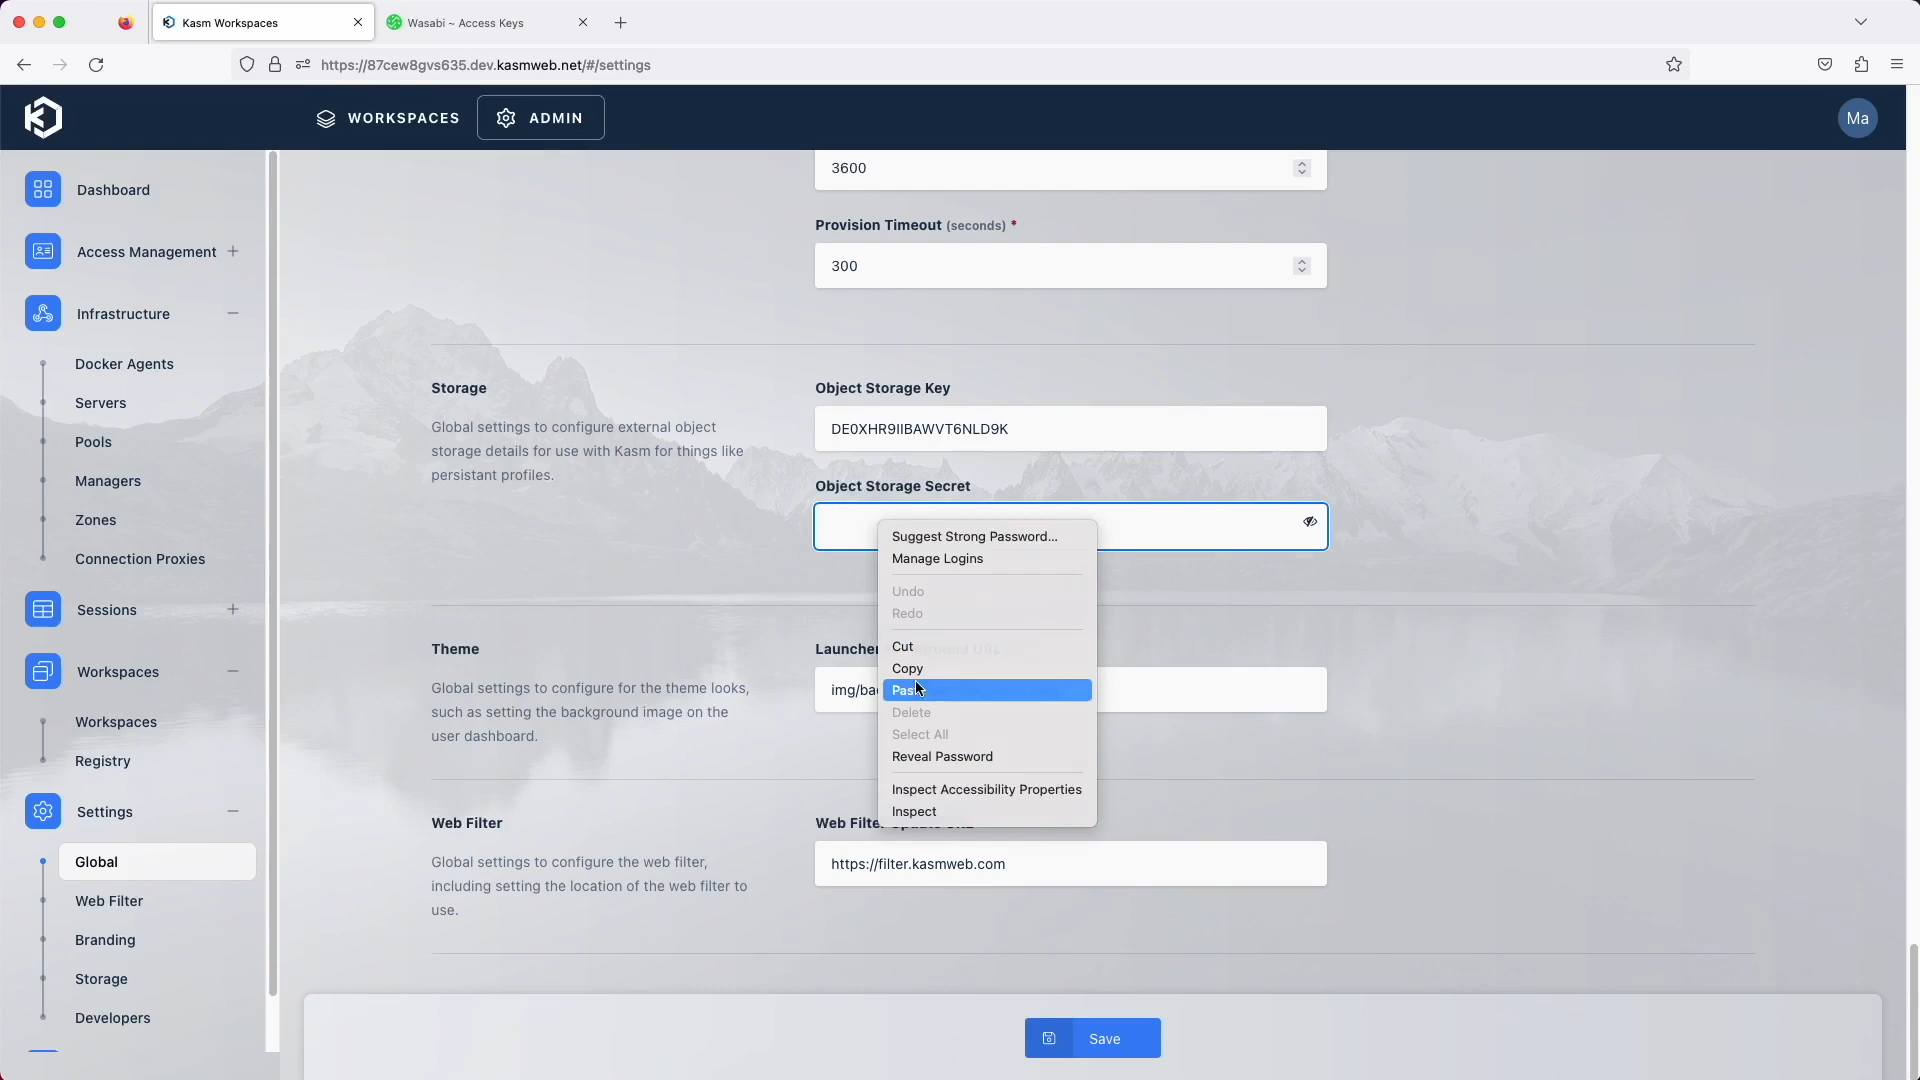 Kasm Workspaces
Wasabi ~ Access Keys
https://87cew8gvs635.dev.kasmweb.net/#/settings
WORKSPACES
ADMIN
Ma
Dashboard
Access Management
Infrastructure
Docker Agents
Servers
Pools
Managers
Zones
Connection Proxies
Sessions
Workspaces
Workspaces
Registry
Settings
Global
Web Filter
Branding
Storage
Developers
3600
Provision Timeout (seconds) *
300
Storage
Global settings to configure external object
storage details for use with Kasm for things like
persistant profiles.
Object Storage Key
DE0XHR9IIBAWVT6NLD9K
Object Storage Secret
Suggest Strong Password...
Manage Logins
Undo
Redo
Cut
Copy
Paste
Delete
Select All
Reveal Password
Inspect Accessibility Properties
Inspect
Theme
Global settings to configure for the theme looks,
such as setting the background image on the
user dashboard.
Launcher Background URL
Web Filter
Global settings to configure the web filter,
including setting the location of the web filter to
use.
Web Filter Update URL
https://filter.kasmweb.com
Save